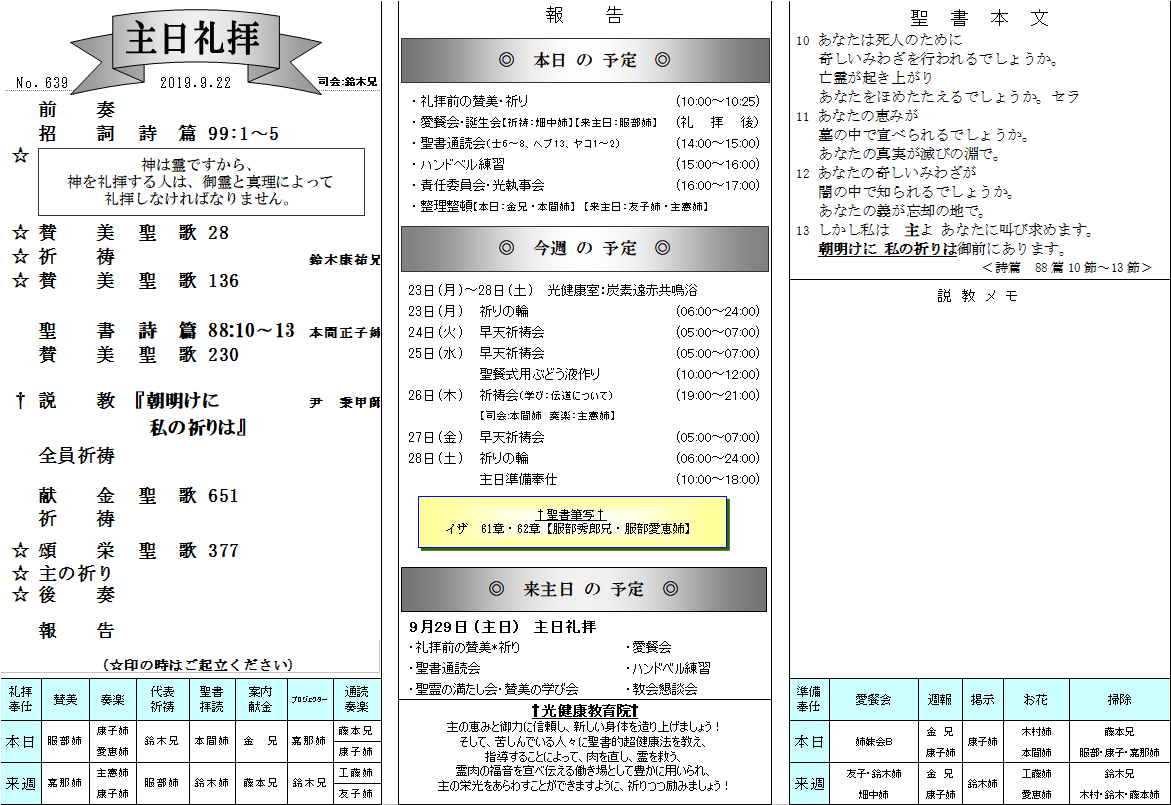 主日礼拝
No. 639 2019.9.22 司会:鈴木兄
前 奏
招 詞 詩 篇 99:1～5
☆
神は霊ですから、
神を礼拝する人は、御霊と真理によって
礼拝しなければなりません。
☆ 賛 美 聖 歌 28
☆ 祈 祷 鈴木康祐兄
☆ 賛 美 聖 歌 136
聖 書 詩 篇 88:10～13 本間正子姉
賛 美 聖 歌 230
† 説 教 『朝明けに 尹 秉甲師
私の祈りは』
全員祈祷
献 金 聖 歌 651
祈 祷
☆ 頌 栄 聖 歌 377
☆ 主の祈り
☆ 後 奏
報 告
（☆印の時はご起立ください）
礼拝奉仕 賛美 奏楽 代表祈祷 聖書拝読 案内献金 プロジェクター 通読奏楽
本日 服部姉 康子姉 愛恵姉 鈴木兄 本間姉 金 兄 嘉那姉 藤本兄 康子姉
来週 嘉那姉 主憲姉 康子姉 服部姉 鈴木姉 藤本兄 鈴木兄 工藤姉 友子姉
報 告
◎ 本日 の 予定 ◎
・礼拝前の賛美・祈り (10:00～10:25)
・愛餐会・誕生会【祈祷：畑中姉】【来主日：服部姉】 (礼 拝 後)
・聖書通読会(士6～8、ヘブ13、ヤコ1～2) (14:00～15:00)
・ハンドベル練習 (15:00～16:00)
・責任委員会・光執事会 (16:00～17:00)
・整理整頓【本日：金兄・本間姉】 【来主日：友子姉・主憲姉】
◎ 今週 の 予定 ◎
23日(月)～28日(土) 光健康室：炭素遠赤共鳴浴
23日(月) 祈りの輪 (06:00～24:00)
24日(火) 早天祈祷会 (05:00～07:00)
25日(水) 早天祈祷会 (05:00～07:00)
聖餐式用ぶどう液作り (10:00～12:00)
26日(木) 祈祷会(学び：伝道について) (19:00～21:00)
【司会:本間姉 奏楽：主憲姉】
27日(金) 早天祈祷会 (05:00～07:00)
28日(土) 祈りの輪 (06:00～24:00)
主日準備奉仕 (10:00～18:00)
†聖書筆写†
イザ 61章・62章【服部秀郎兄・服部愛恵姉】
◎ 来主日 の 予定 ◎
9月29日（主日） 主日礼拝
・礼拝前の賛美*祈り ・愛餐会
・聖書通読会 ・ハンドベル練習
・聖霊の満たし会・賛美の学び会 ・教会懇談会
†光健康教育院†
主の恵みと御力に信頼し、新しい身体を造り上げましょう！
そして、苦しんでいる人々に聖書的超健康法を教え、
指導することによって、肉を直し、霊を救う、
霊肉の福音を宣べ伝える働き場として豊かに用いられ、
主の栄光をあらわすことができますように、祈りつつ励みましょう！
聖 書 本 文
10 あなたは死人のために
奇しいみわざを行われるでしょうか。
亡霊が起き上がり
あなたをほめたたえるでしょうか。セラ
11 あなたの恵みが
墓の中で宣べられるでしょうか。
あなたの真実が滅びの淵で。
12 あなたの奇しいみわざが
闇の中で知られるでしょうか。
あなたの義が忘却の地で。
13 しかし私は 主よ あなたに叫び求めます。
朝明けに 私の祈りは御前にあります。
＜詩篇 88篇10節～13節＞
説 教 メ モ
準備奉仕 愛餐会 週報 掲示 お花 掃除
本日 姉妹会B 金 兄 康子姉 康子姉 木村姉 本間姉 藤本兄 服部・康子・嘉那姉
来週 友子・鈴木姉 畑中姉 金 兄 康子姉 鈴木姉 工藤姉 愛恵姉 鈴木兄 木村・鈴木・藤本姉